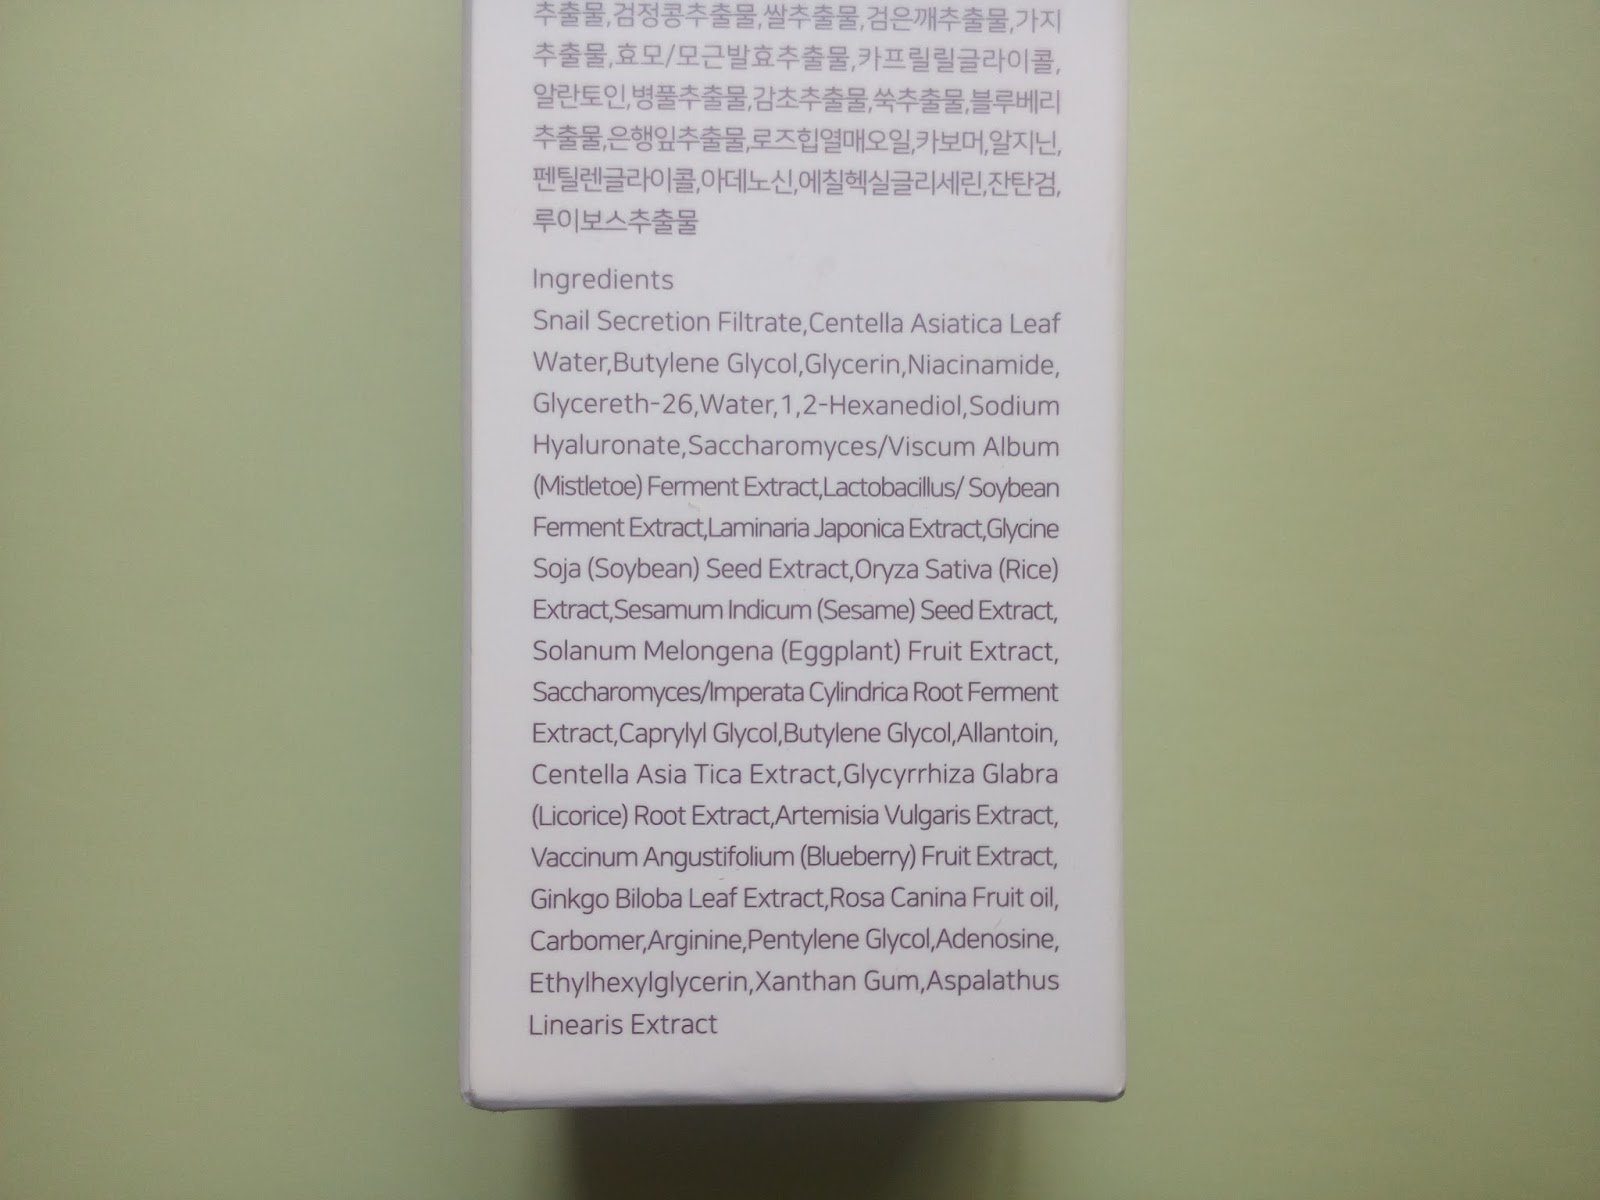 추출물,검정콩추출물,쌀추출물,검은깨추출물,가지
추출물,효모/모근발효추출물,카프릴릴글라이콜,
알란토인,병풀추출물,감초추출물,쑥추출물,블루베리
추출물,은행잎추출물,로즈힙열매오일,카보머,알지닌,
펜틸렌글라이콜,아데노신,에칠헥실글리세린,잔탄검,
루이보스추출물
Ingredients
Snail Secretion Filtrate,Centella Asiatica Leaf
Water,Butylene Glycol,Glycerin,Niacinamide,
Glycereth-26,Water,1,2-Hexanediol,Sodium
Hyaluronate,Saccharomyces/Viscum Album
(Mistletoe) Ferment Extract,Lactobacillus/ Soybean
Ferment Extract,Laminaria Japonica Extract,Glycine
Soja (Soybean) Seed Extract,Oryza Sativa (Rice)
Extract,Sesamum Indicum (Sesame) Seed Extract,
Solanum Melongena (Eggplant) Fruit Extract,
Saccharomyces/Imperata Cylindrica Root Ferment
Extract,Caprylyl Glycol,Butylene Glycol,Allantoin,
Centella Asia Tica Extract,Glycyrrhiza Glabra
(Licorice) Root Extract,Artemisia Vulgaris Extract,
Vaccinum Angustifolium (Blueberry) Fruit Extract,
Ginkgo Biloba Leaf Extract,Rosa Canina Fruit oil,
Carbomer,Arginine,Pentylene Glycol,Adenosine,
Ethylhexylglycerin,Xanthan Gum,Aspalathus
Linearis Extract